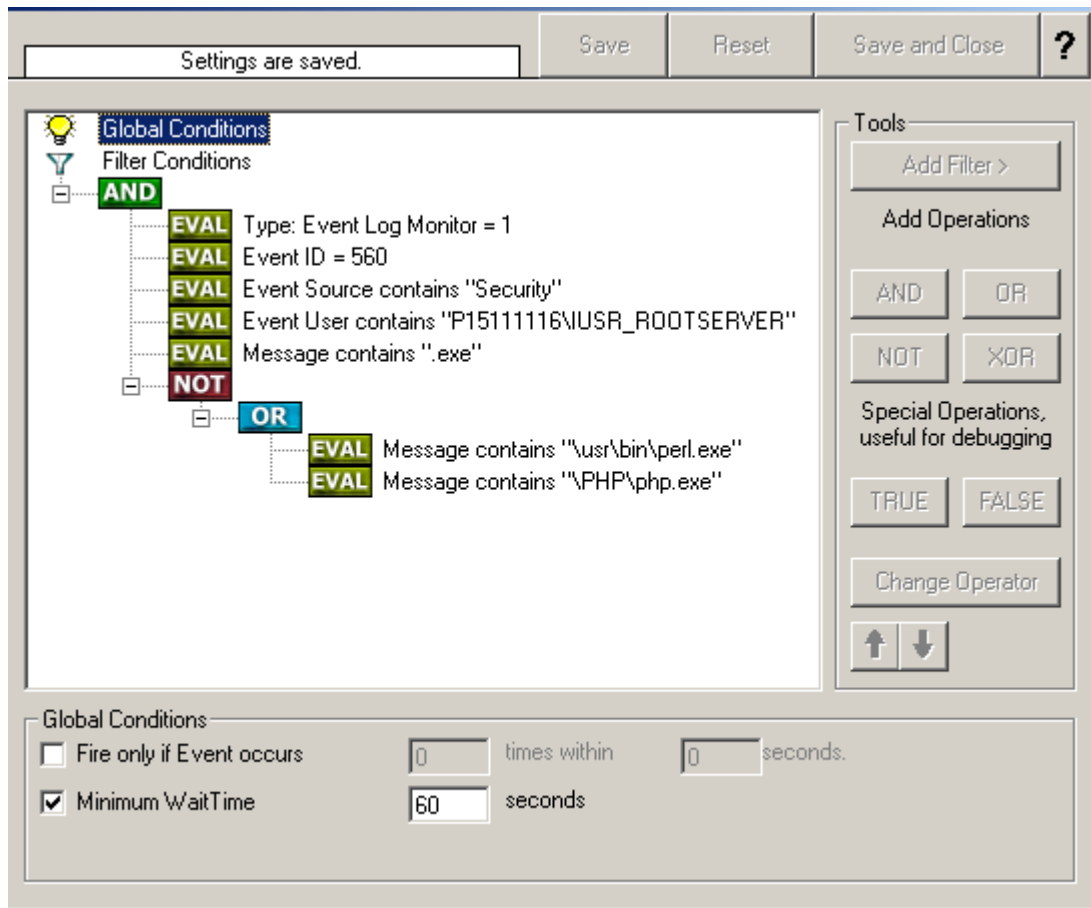 Settings are saved.
Save
Reset
Save and Close
?
Global Conditions
Filter Conditions
AND
EVAL Type: Event Log Monitor = 1
EVAL Event ID = 560
EVAL Event Source contains "Security"
EVAL Event User contains "P15111116\IUSR_ROOTSERVER"
EVAL Message contains ".exe"
NOT
OR
EVAL Message contains "\usr\bin\perl.exe"
EVAL Message contains "\PHP\php.exe"
Tools
Add Filter >
Add Operations
AND
OR
NOT
XOR
Special Operations,
useful for debugging
TRUE
FALSE
Change Operator
Global Conditions
Fire only if Event occurs 0 times within 0 seconds.
Minimum WaitTime 60 seconds